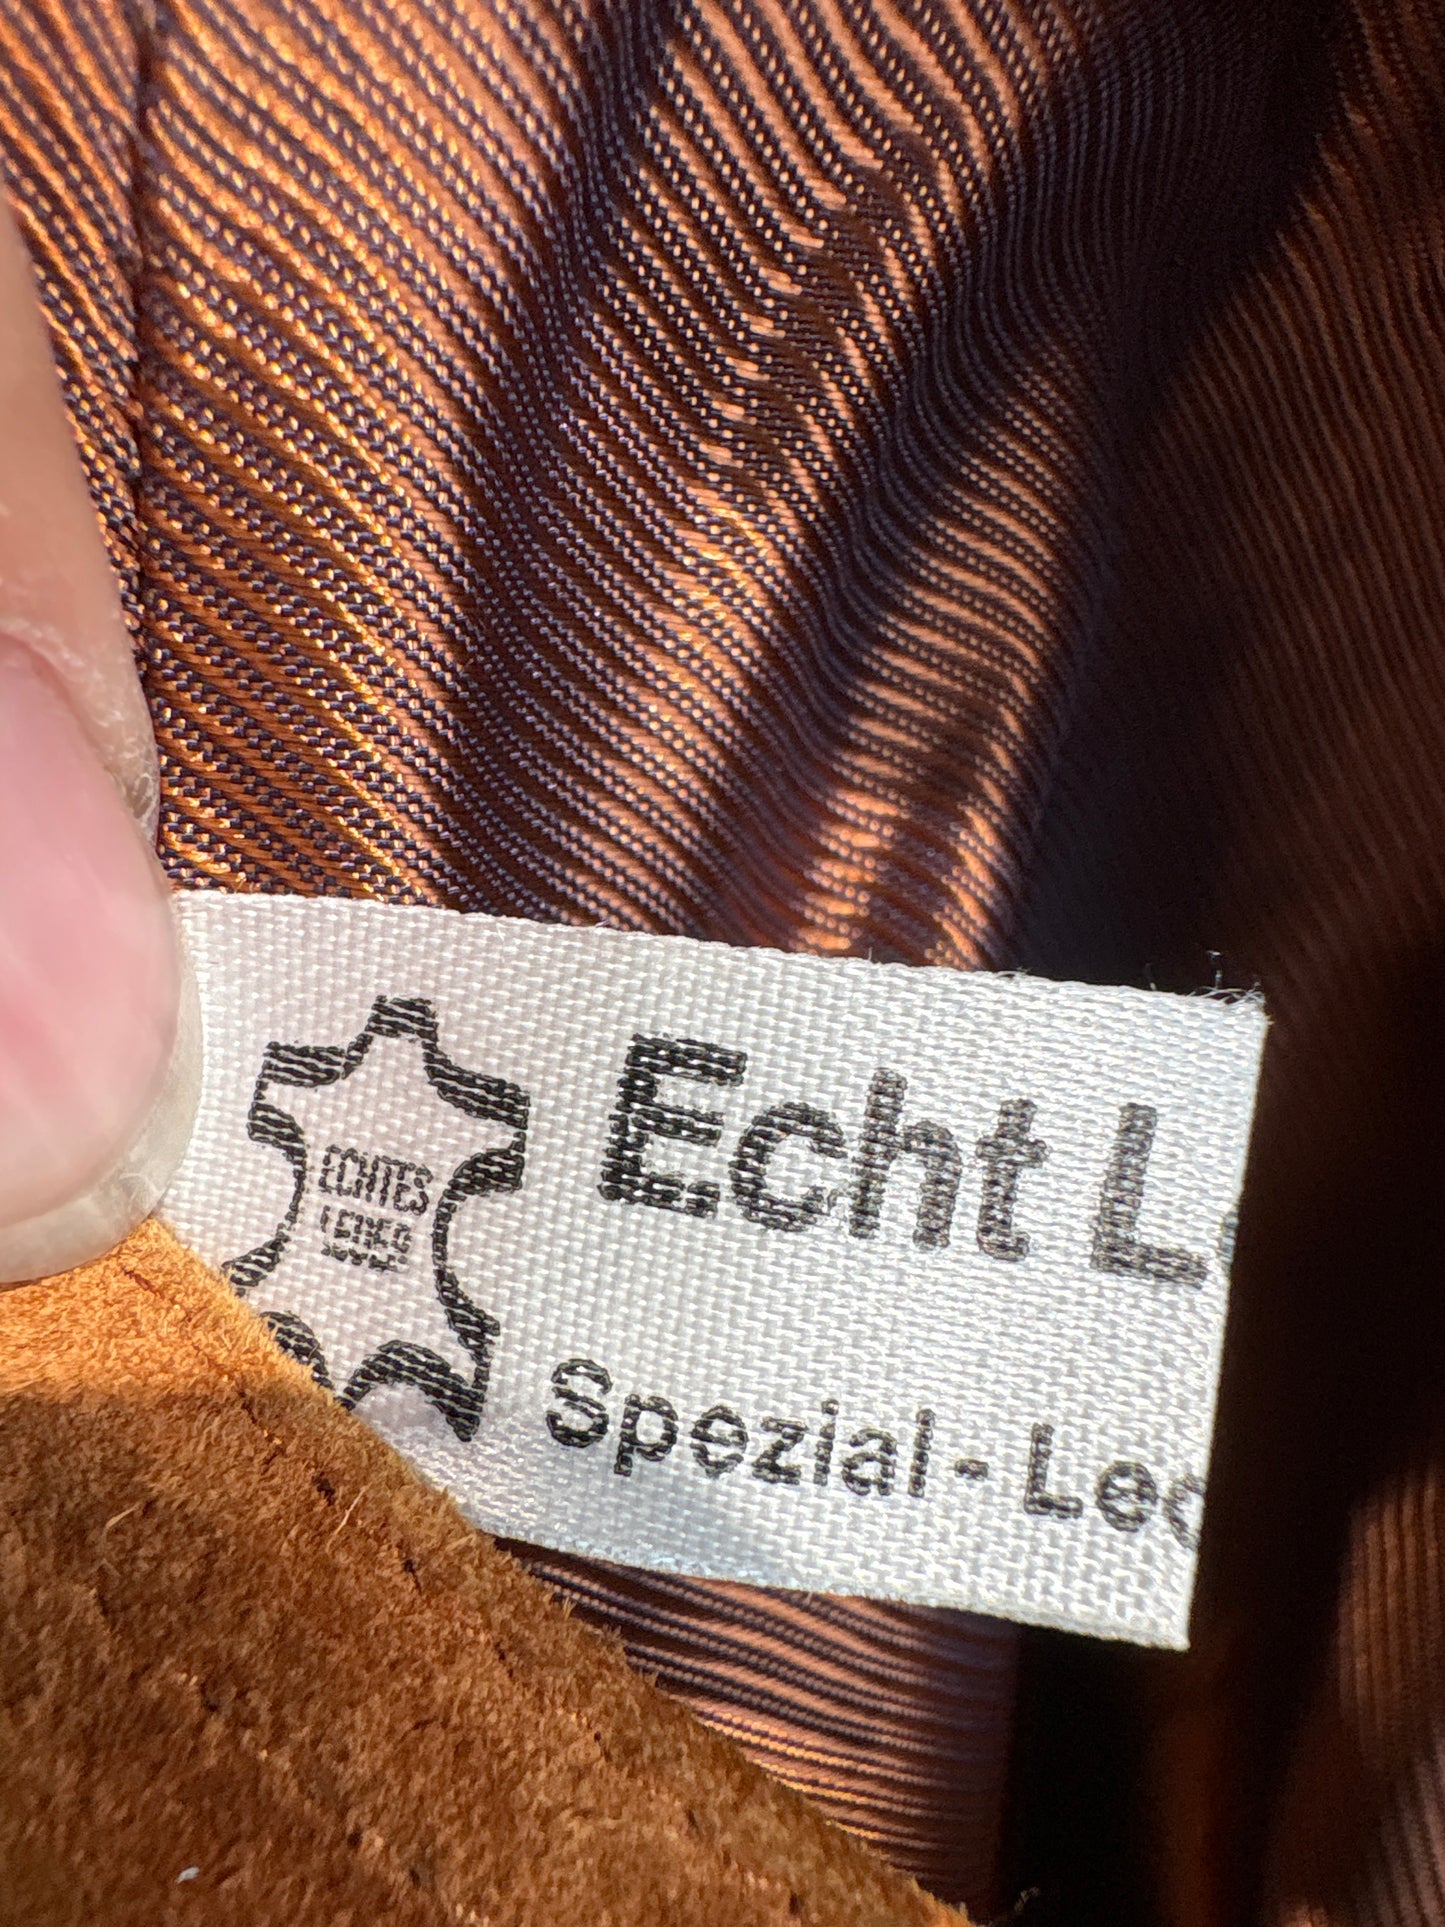 ECHTES
LEDER
Echt L
Spezial-Le